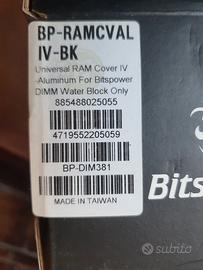 BP-RAMCVAL
IV-BK
Universal RAM Cover IV
-Aluminum For Bitspower
DIMM Water Block Only
885488025055
4719552205059
BP-DIM381
MADE IN TAIWAN
Bits
subito